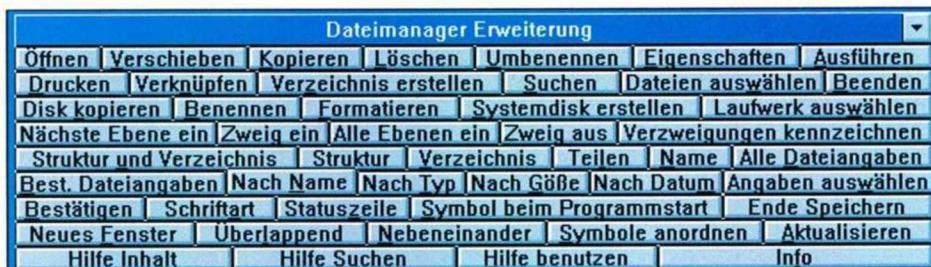 Dateimanager Erweiterung
Öffnen Verschieben Kopieren Löschen Umbenennen Eigenschaften Ausführen
Drucken Verknüpfen Verzeichnis erstellen Suchen Dateien auswählen Beenden
Disk kopieren Benennen Formatieren Systemdisk erstellen Laufwerk auswählen
Nächste Ebene ein Zweig ein Alle Ebenen ein Zweig aus Verzweigungen kennzeichnen
Struktur und Verzeichnis Struktur Verzeichnis Teilen Name Alle Dateiangaben
Best. Dateiangaben Nach Name Nach Typ Nach Göße Nach Datum Angaben auswählen
Bestätigen Schriftart Statuszeile Symbol beim Programmstart Ende Speichern
Neues Fenster Überlappend Nebeneinander Symbole anordnen Aktualisieren
Hilfe Inhalt Hilfe Suchen Hilfe benutzen Info